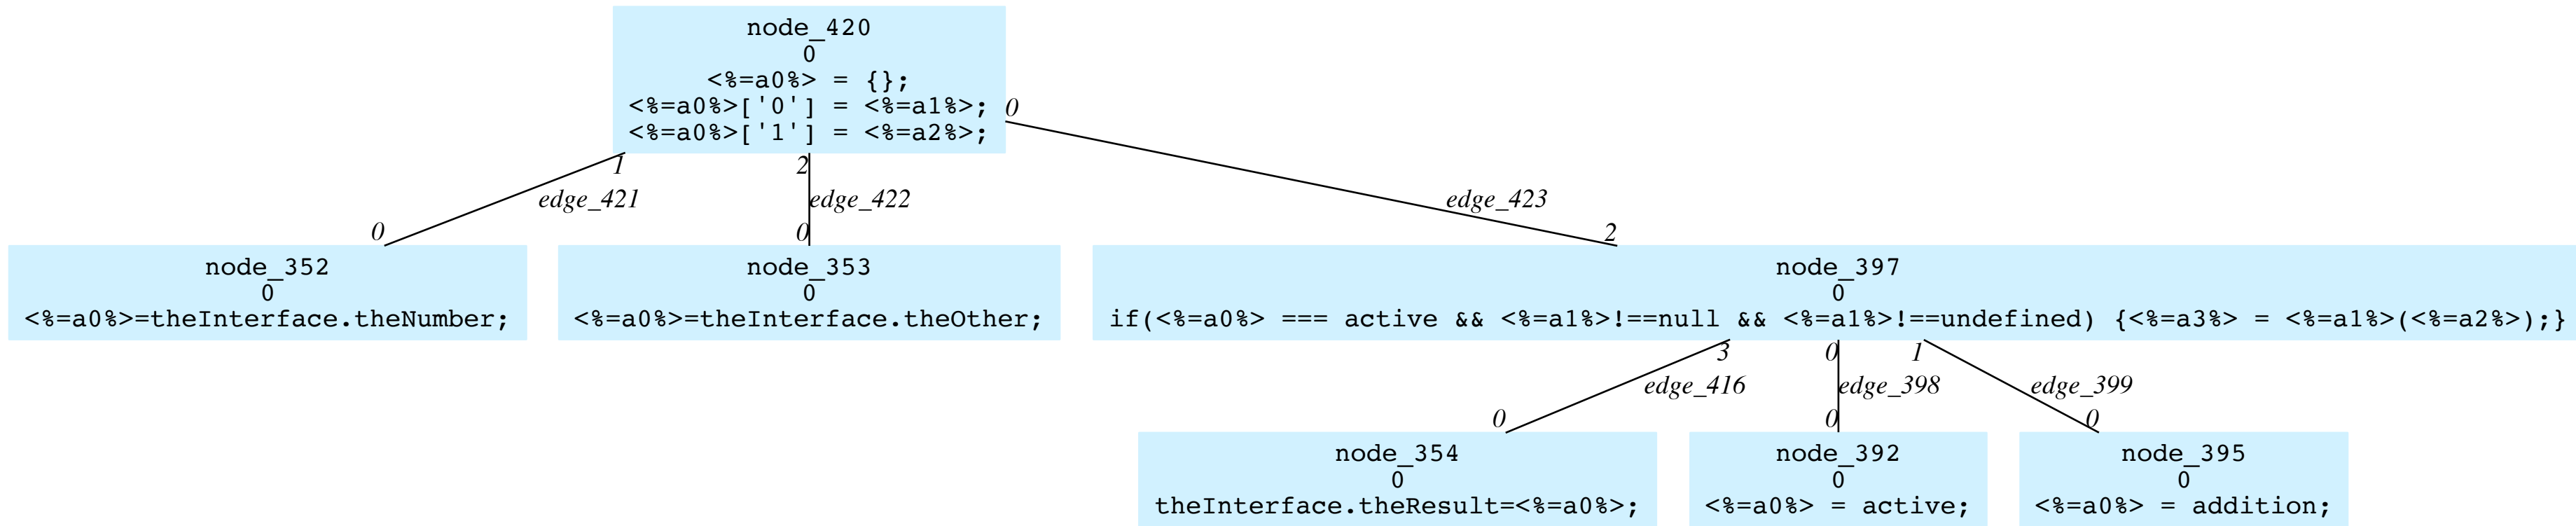 node_420
0
<%=a0%> = {};
<%=a0%>['0'] = <%=a1%>;
<%=a0%>['1'] = <%=a2%>;
0
1
2
edge_421
edge_422
edge_423
0
0
2
node_352
0
<%=a0%>=theInterface.theNumber;
node_353
0
<%=a0%>=theInterface.theOther;
node_397
0
if(<%=a0%> === active && <%=a1%>!==null && <%=a1%>!==undefined) {<%=a3%> = <%=a1%>(<%=a2%>);}
3
0
1
edge_416
edge_398
edge_399
0
0
0
node_354
0
theInterface.theResult=<%=a0%>;
node_392
0
<%=a0%> = active;
node_395
0
<%=a0%> = addition;